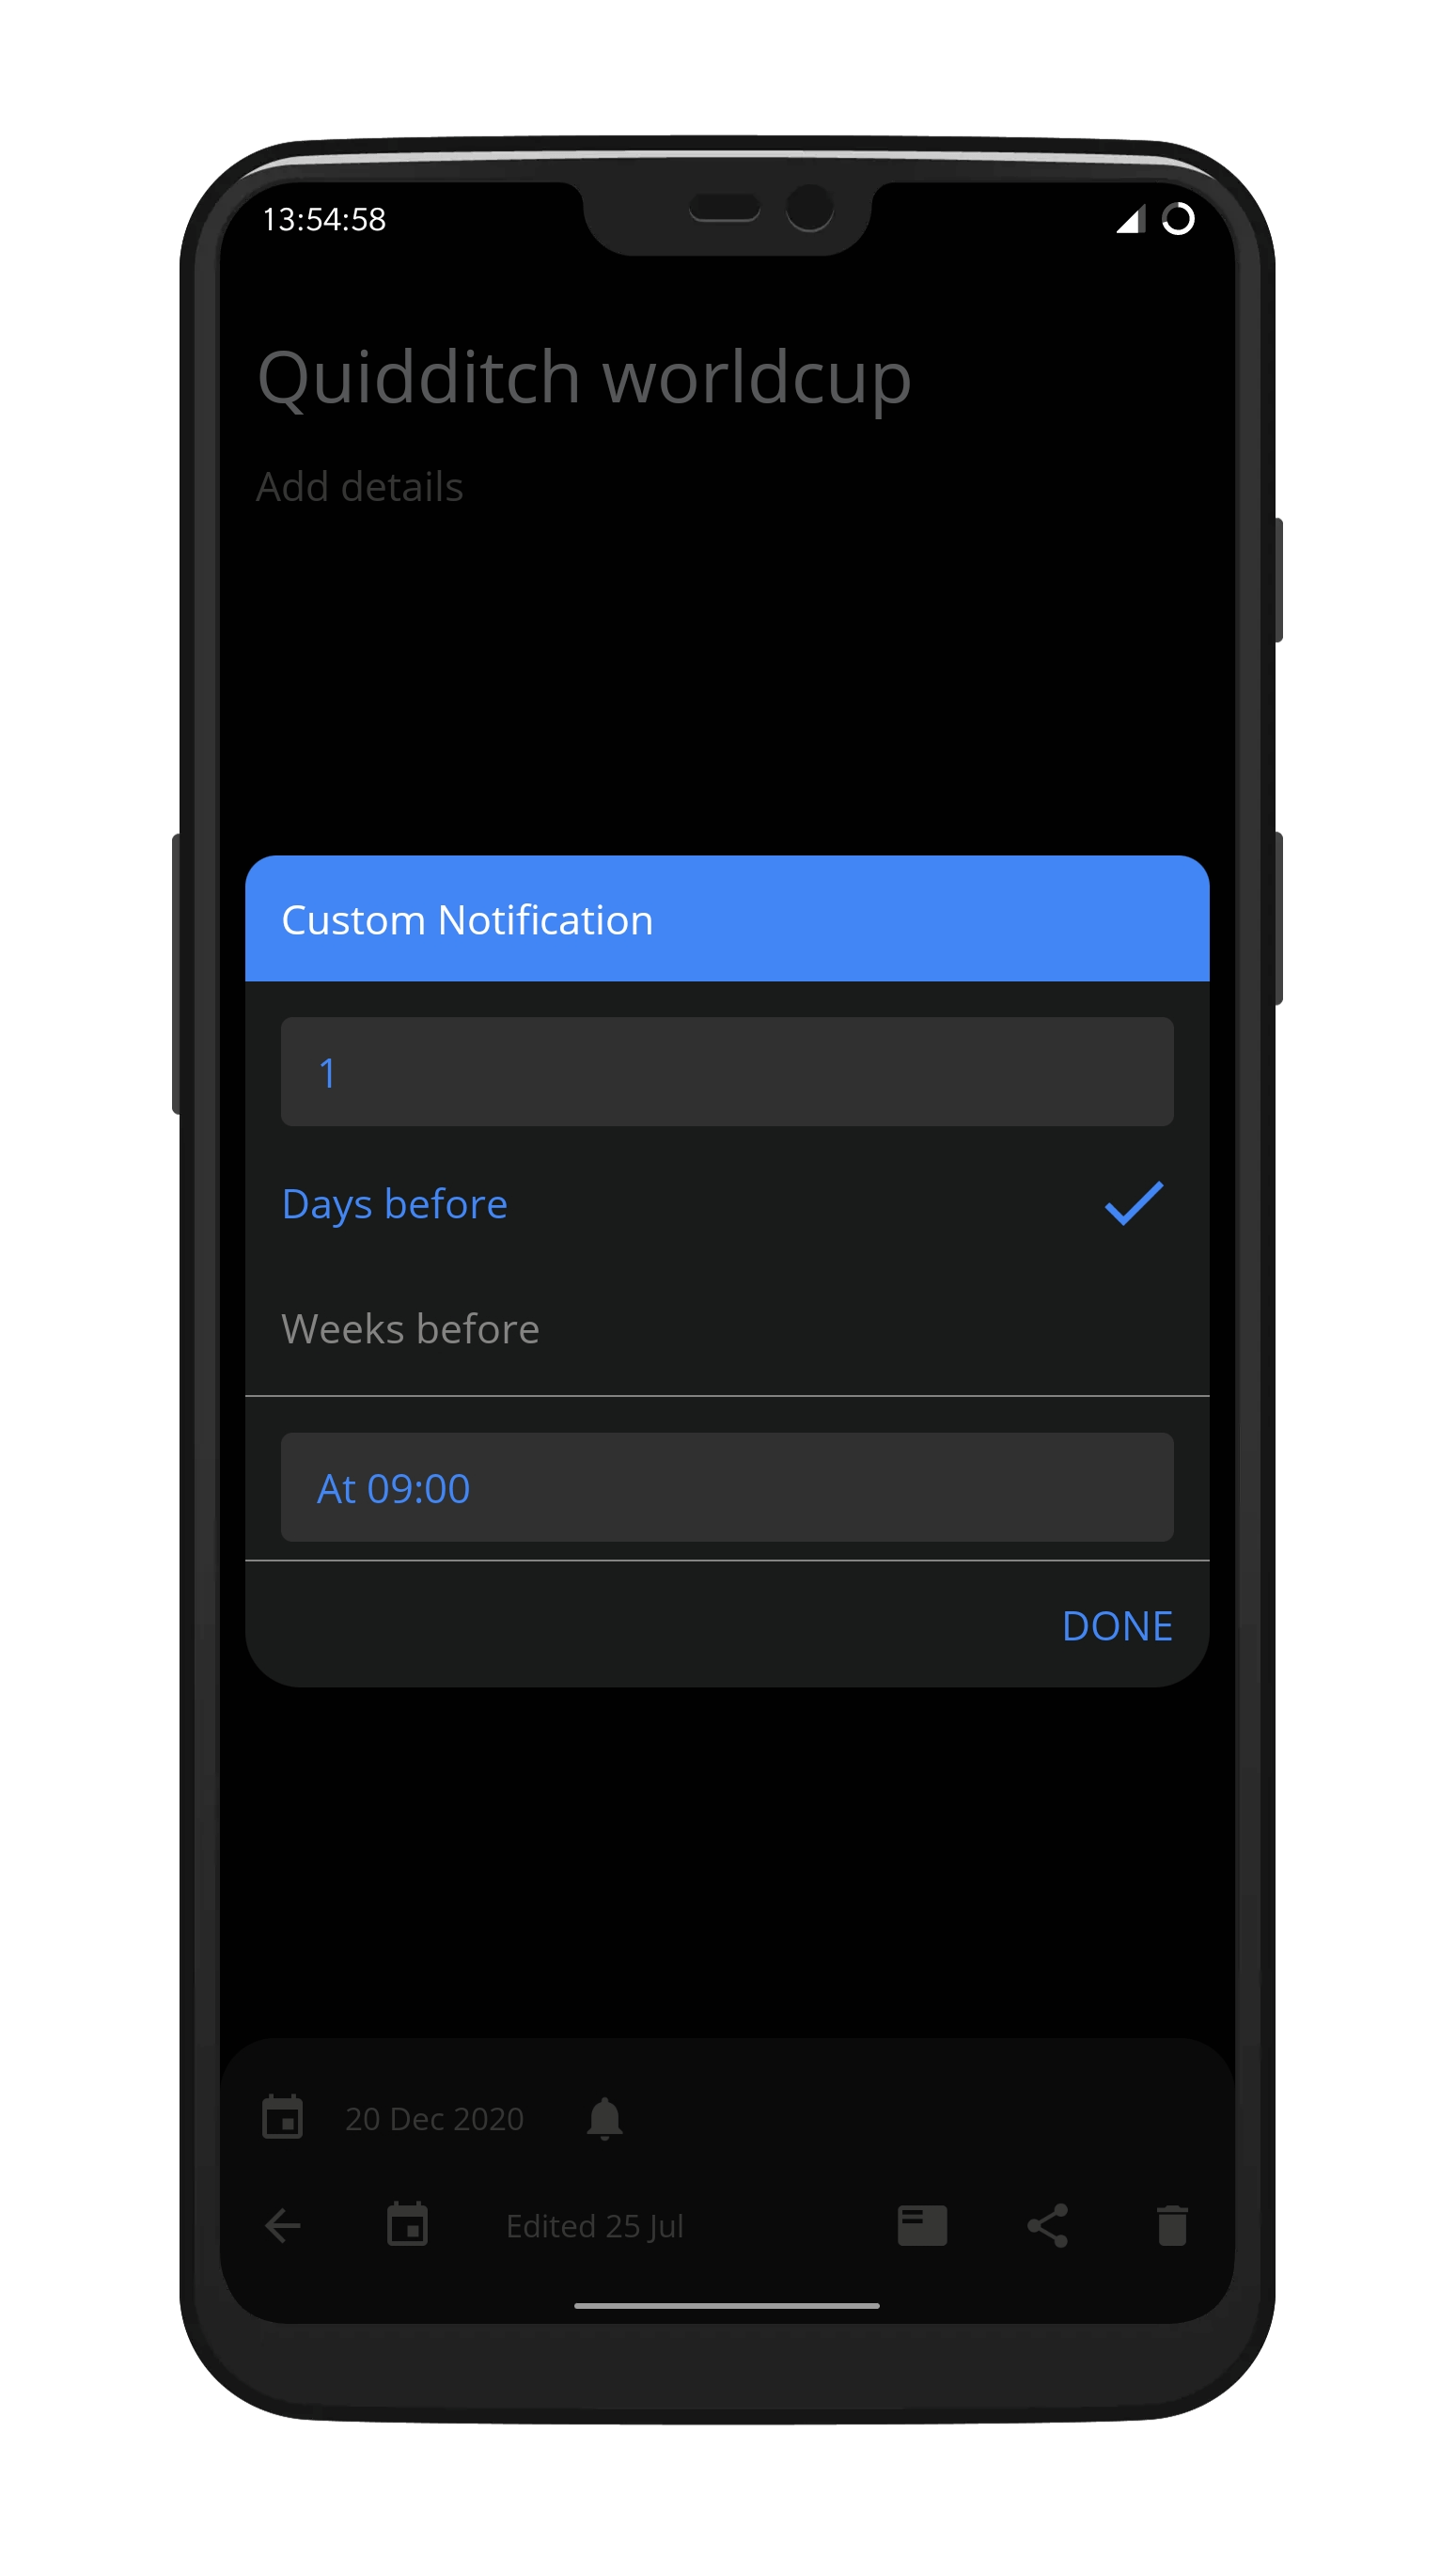 13:54:58
Quidditch worldcup
Add details
Custom Notification
1
Days before
Weeks before
At 09:00
DONE
20 Dec 2020
Edited 25 Jul